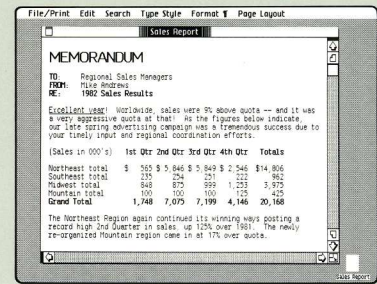 File/Print Edit Search Type Style Format ¶ Page Layout
Sales Report
MEMORANDUM
TO: Regional Sales Managers
FROM: Mike Andrews
RE: 1982 Sales Results
Excellent year! Worldwide, sales were 9% above quota -- and it was
a very aggressive quota at that! As the figures below indicate,
our late spring advertising campaign was a tremendous success due to
your timely input and regional coordination efforts.
(Sales in 000's) 1st Qtr 2nd Qtr 3rd Qtr 4th Qtr Totals
Northeast total $ 565 $ 5,846 $ 5,849 $ 2,546 $14,806
Southeast total 235 254 251 222 962
Midwest total 848 875 999 1,253 3,975
Mountain total 100 100 100 125 425
Grand Total 1,748 7,075 7,199 4,146 20,168
The Northeast Region again continued its winning ways posting a
record high 2nd Quarter in sales, up 125% over 1981. The newly
re-organized Mountain region came in at 17% over quota.
Sales Report